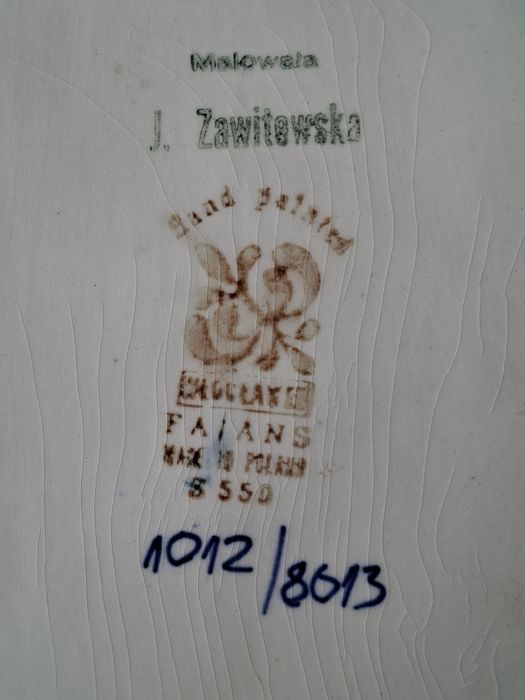 Malowała
J. Zawitowska
Hand Painted
WŁOCŁAWEK
FAJANS
MADE IN POLAND
S 550
1012/8013